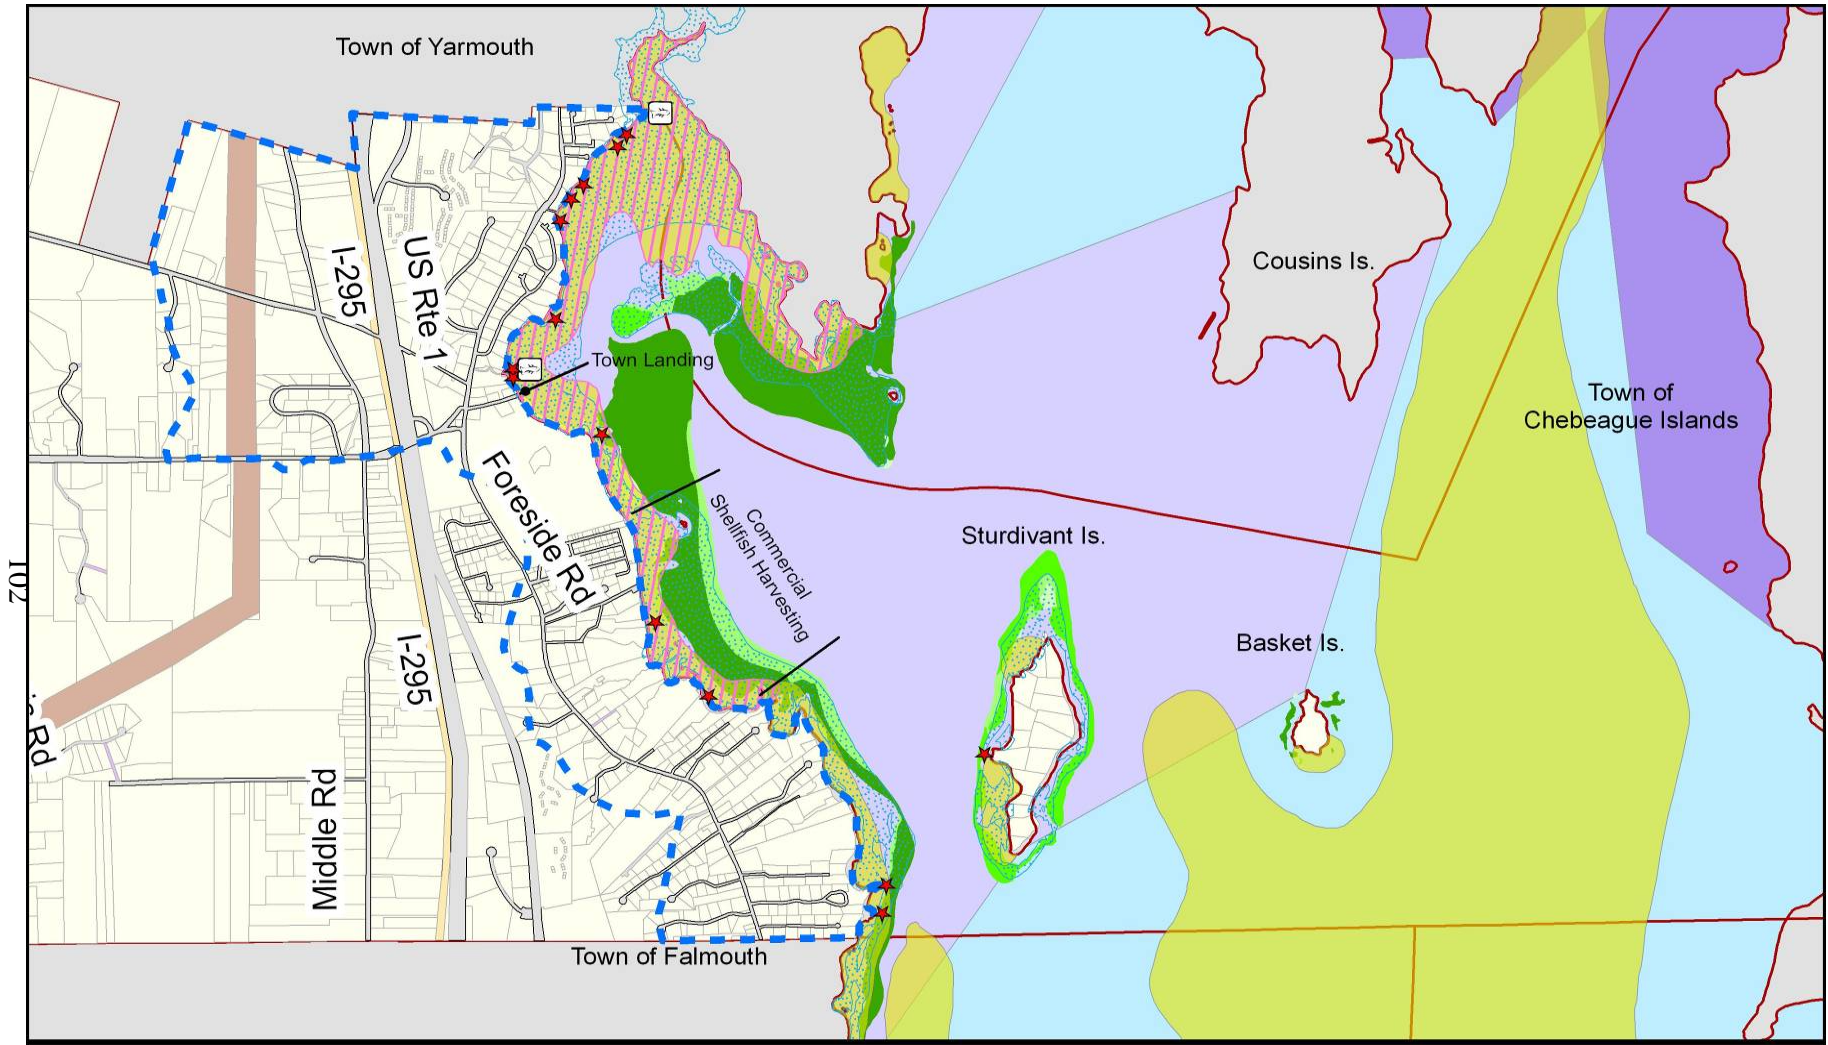 Town of Yarmouth
I-295
US Rte 1
Cousins Is.
Town Landing
Town of
Chebeague Islands
Foreside Rd
Commercial
Shellfish Harvesting
Sturdivant Is.
102
Basket Is.
I-295
Rd
Middle Rd
Town of Falmouth